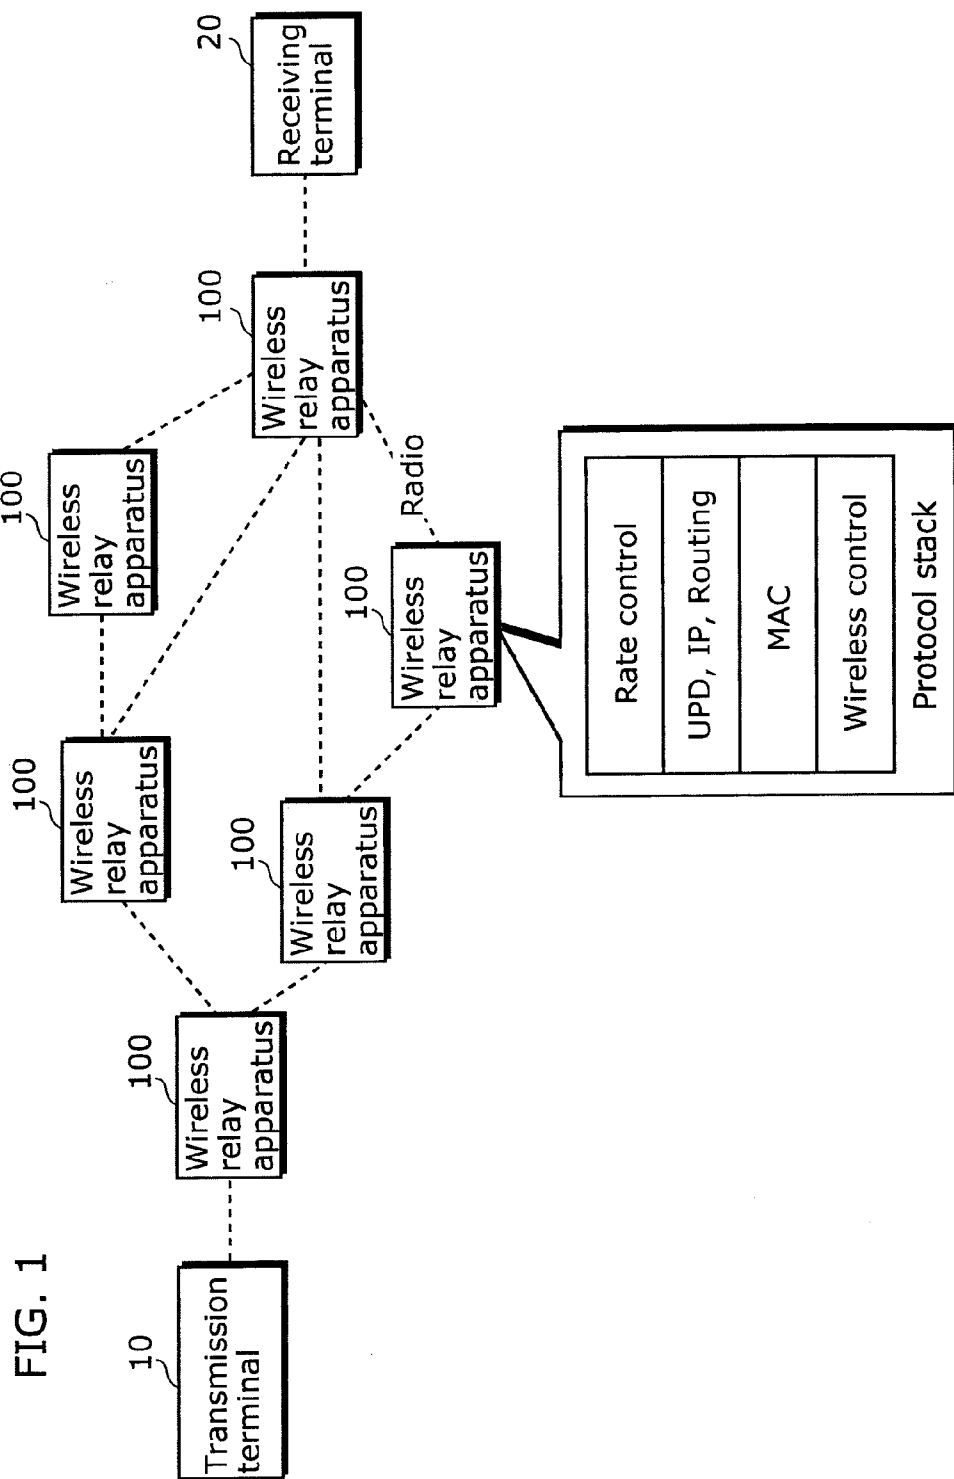 FIG. 1
10
Transmission
terminal
100
Wireless
relay
apparatus
100
Wireless
relay
apparatus
100
Wireless
relay
apparatus
100
Wireless
relay
apparatus
100
Wireless
relay
apparatus
Radio
100
Wireless
relay
apparatus
20
Receiving
terminal
Rate control
UPD, IP, Routing
MAC
Wireless control
Protocol stack